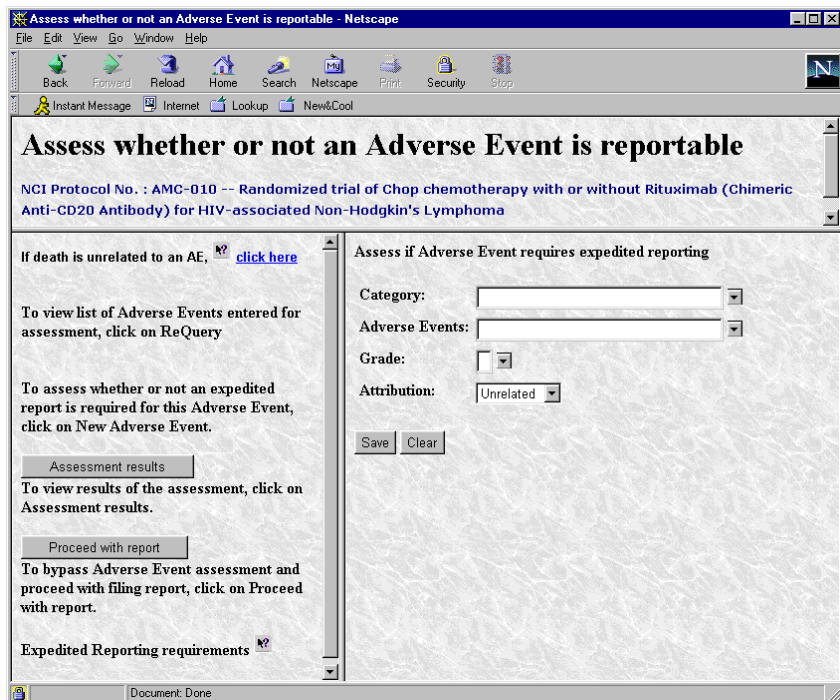 Assess whether or not an Adverse Event is reportable - Netscape
File Edit View Go Window Help
Back Forward Reload Home Search Netscape Print Security Stop
Instant Message Internet Lookup New&Cool
Assess whether or not an Adverse Event is reportable
NCI Protocol No. : AMC-010 -- Randomized trial of Chop chemotherapy with or without Rituximab (Chimeric
Anti-CD20 Antibody) for HIV-associated Non-Hodgkin's Lymphoma
If death is unrelated to an AE, click here
To view list of Adverse Events entered for
assessment, click on ReQuery
To assess whether or not an expedited
report is required for this Adverse Event,
click on New Adverse Event.
Assessment results
To view results of the assessment, click on
Assessment results.
Proceed with report
To bypass Adverse Event assessment and
proceed with filing report, click on Proceed
with report.
Expedited Reporting requirements
Assess if Adverse Event requires expedited reporting
Category:
Adverse Events:
Grade:
Attribution: Unrelated
Save Clear
Document: Done